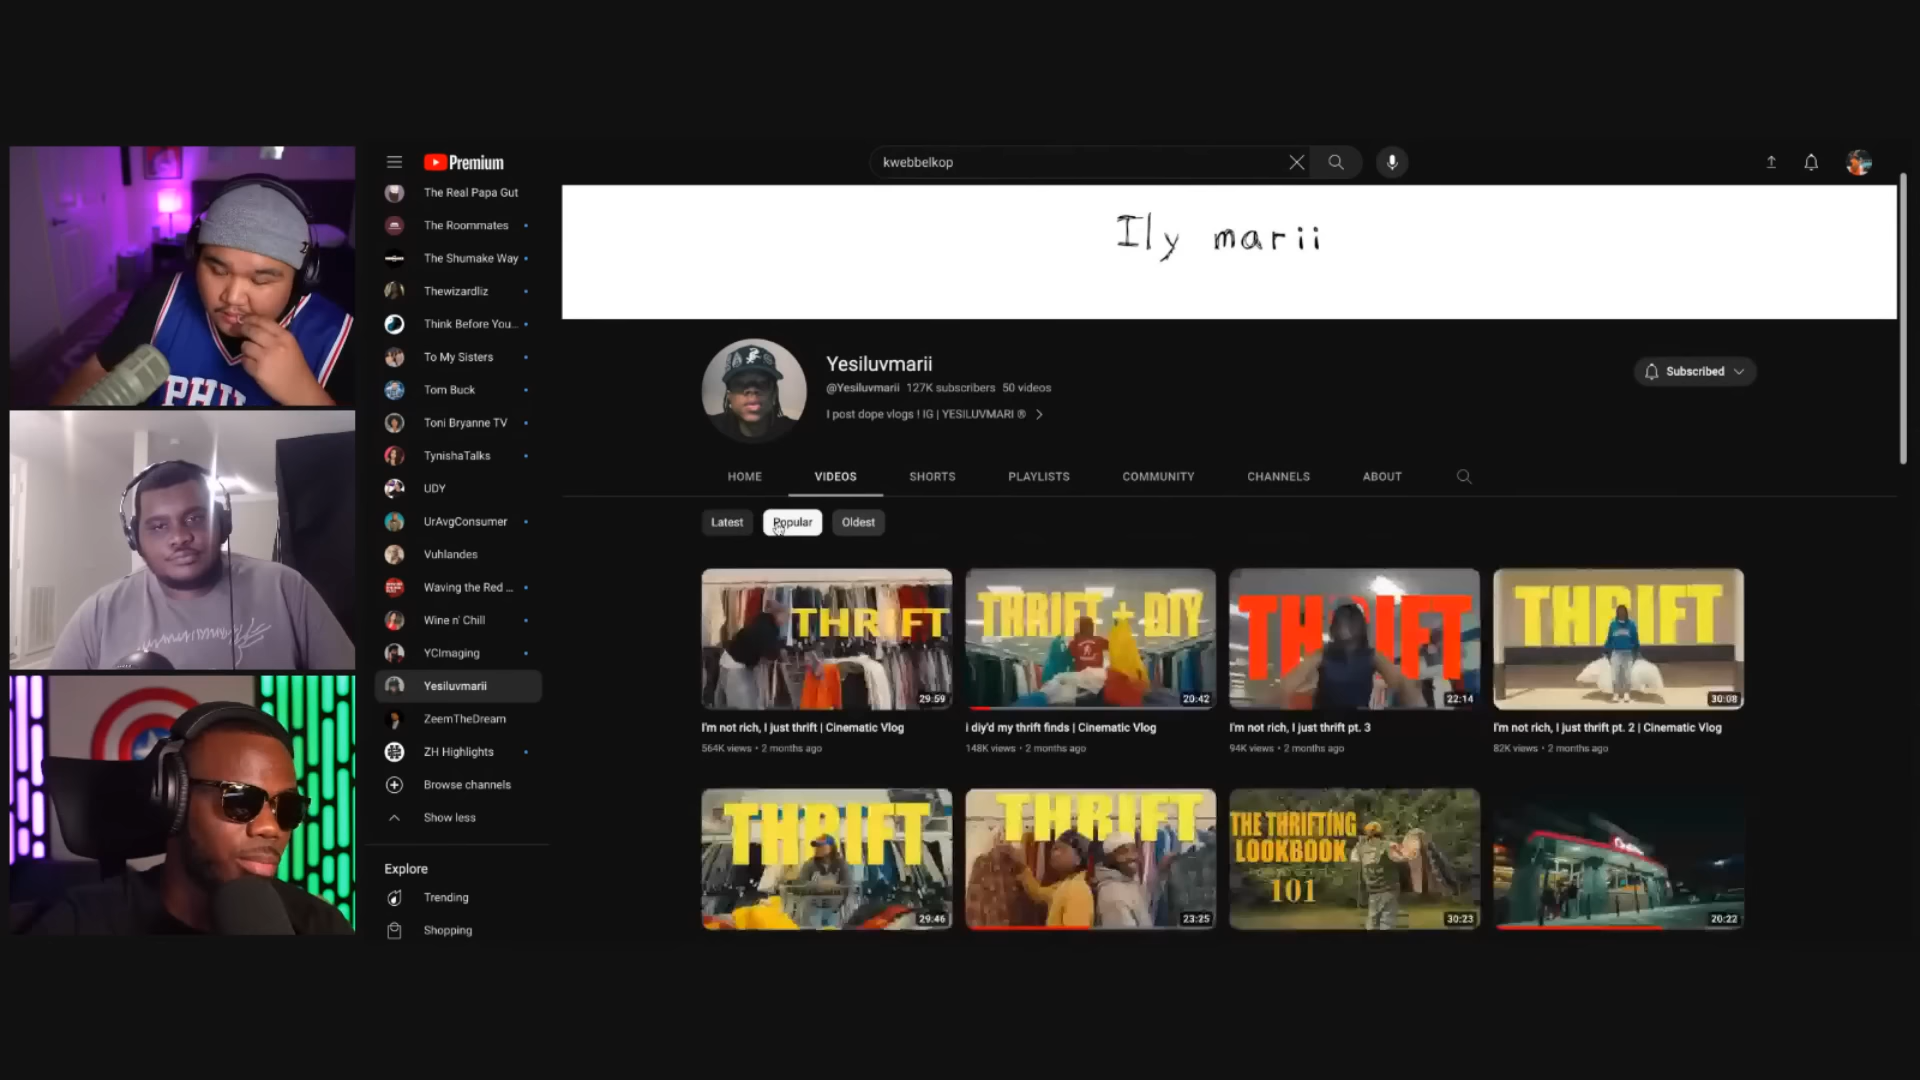 PHIL
Premium
kwebbelkop
The Real Papa Gut
The Roommates
The Shumake Way
Thewizardliz
Think Before You...
To My Sisters
Tom Buck
Toni Bryanne TV
TynishaTalks
UDY
UrAvgConsumer
Vuhlandes
Waving the Red ...
Wine n' Chill
YCImaging
Yesiluvmarii
ZeemTheDream
ZH Highlights
Browse channels
Show less
Explore
Trending
Shopping
Ily marii
Yesiluvmarii
@Yesiluvmarii 127K subscribers 50 videos
I post dope vlogs ! IG | YESILUVMARI ®
Subscribed
HOME VIDEOS SHORTS PLAYLISTS COMMUNITY CHANNELS ABOUT
Latest Popular Oldest
THRIFT
29:59
I'm not rich, I just thrift | Cinematic Vlog
564K views • 2 months ago
THRIFT + DIY
20:42
i diy'd my thrift finds | Cinematic Vlog
148K views • 2 months ago
THRIFT
22:14
I'm not rich, I just thrift pt. 3
94K views • 2 months ago
THRIFT
30:08
I'm not rich, I just thrift pt. 2 | Cinematic Vlog
82K views • 2 months ago
THRIFT
29:46
THRIFT
23:25
THE THRIFTING
LOOKBOOK
101
30:23
20:22